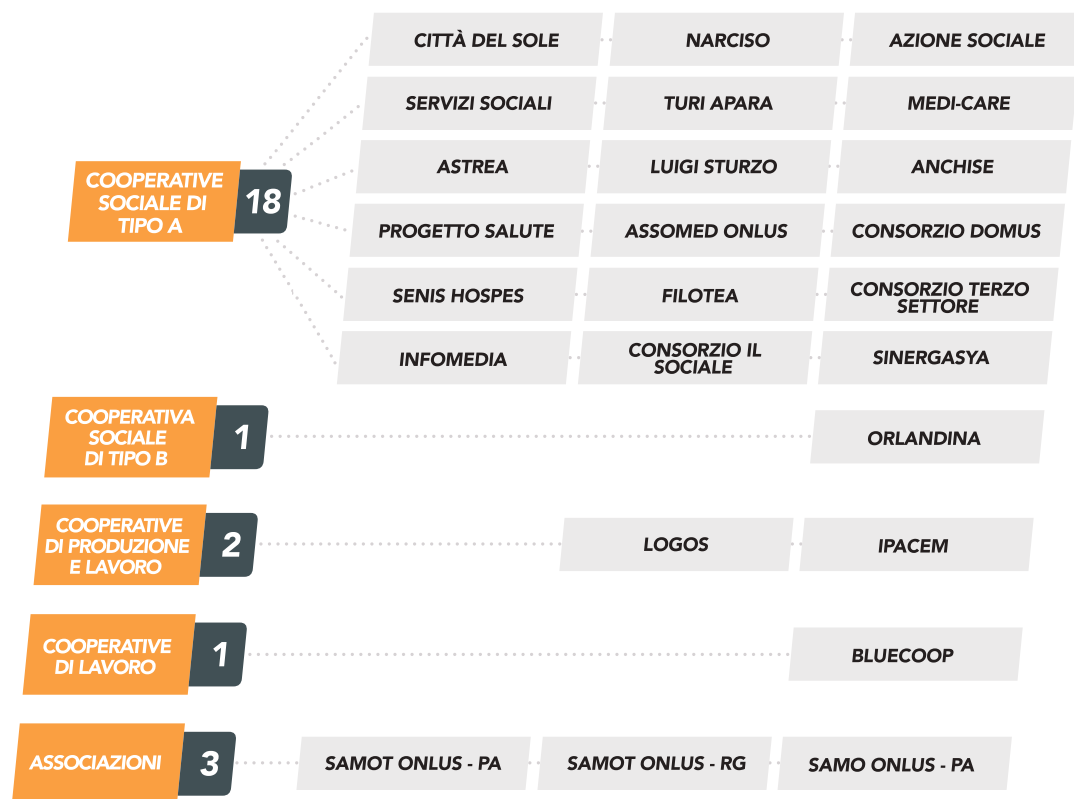 CITTÀ DEL SOLE NARCISO AZIONE SOCIALE
SERVIZI SOCIALI TURI APARA MEDI-CARE
COOPERATIVE
SOCIALE DI
TIPO A
18
ASTREA LUIGI STURZO ANCHISE
PROGETTO SALUTE ASSOMED ONLUS CONSORZIO DOMUS
SENIS HOSPES FILOTEA CONSORZIO TERZO
SETTORE
INFOMEDIA CONSORZIO IL
SOCIALE
SINERGASYA
COOPERATIVA
SOCIALE
DI TIPO B
1
ORLANDINA
COOPERATIVE
DI PRODUZIONE
E LAVORO
2
LOGOS IPACEM
COOPERATIVE
DI LAVORO
1
BLUECOOP
ASSOCIAZIONI
3
SAMOT ONLUS - PA SAMOT ONLUS - RG SAMO ONLUS - PA